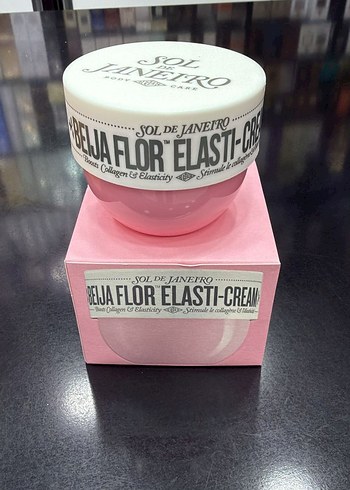 SOL
DE
JANEIRO
BODY CARE
SOL DE JANEIRO
BEIJA FLOR™ ELASTI-CRE
Boosts Collagen & Elasticity Stimule le collagène
SOL DE JANEIRO
BEIJA FLOR™ ELASTI-CREAM
Boosts Collagen & Elasticity Stimule le collagène & l'élasticité